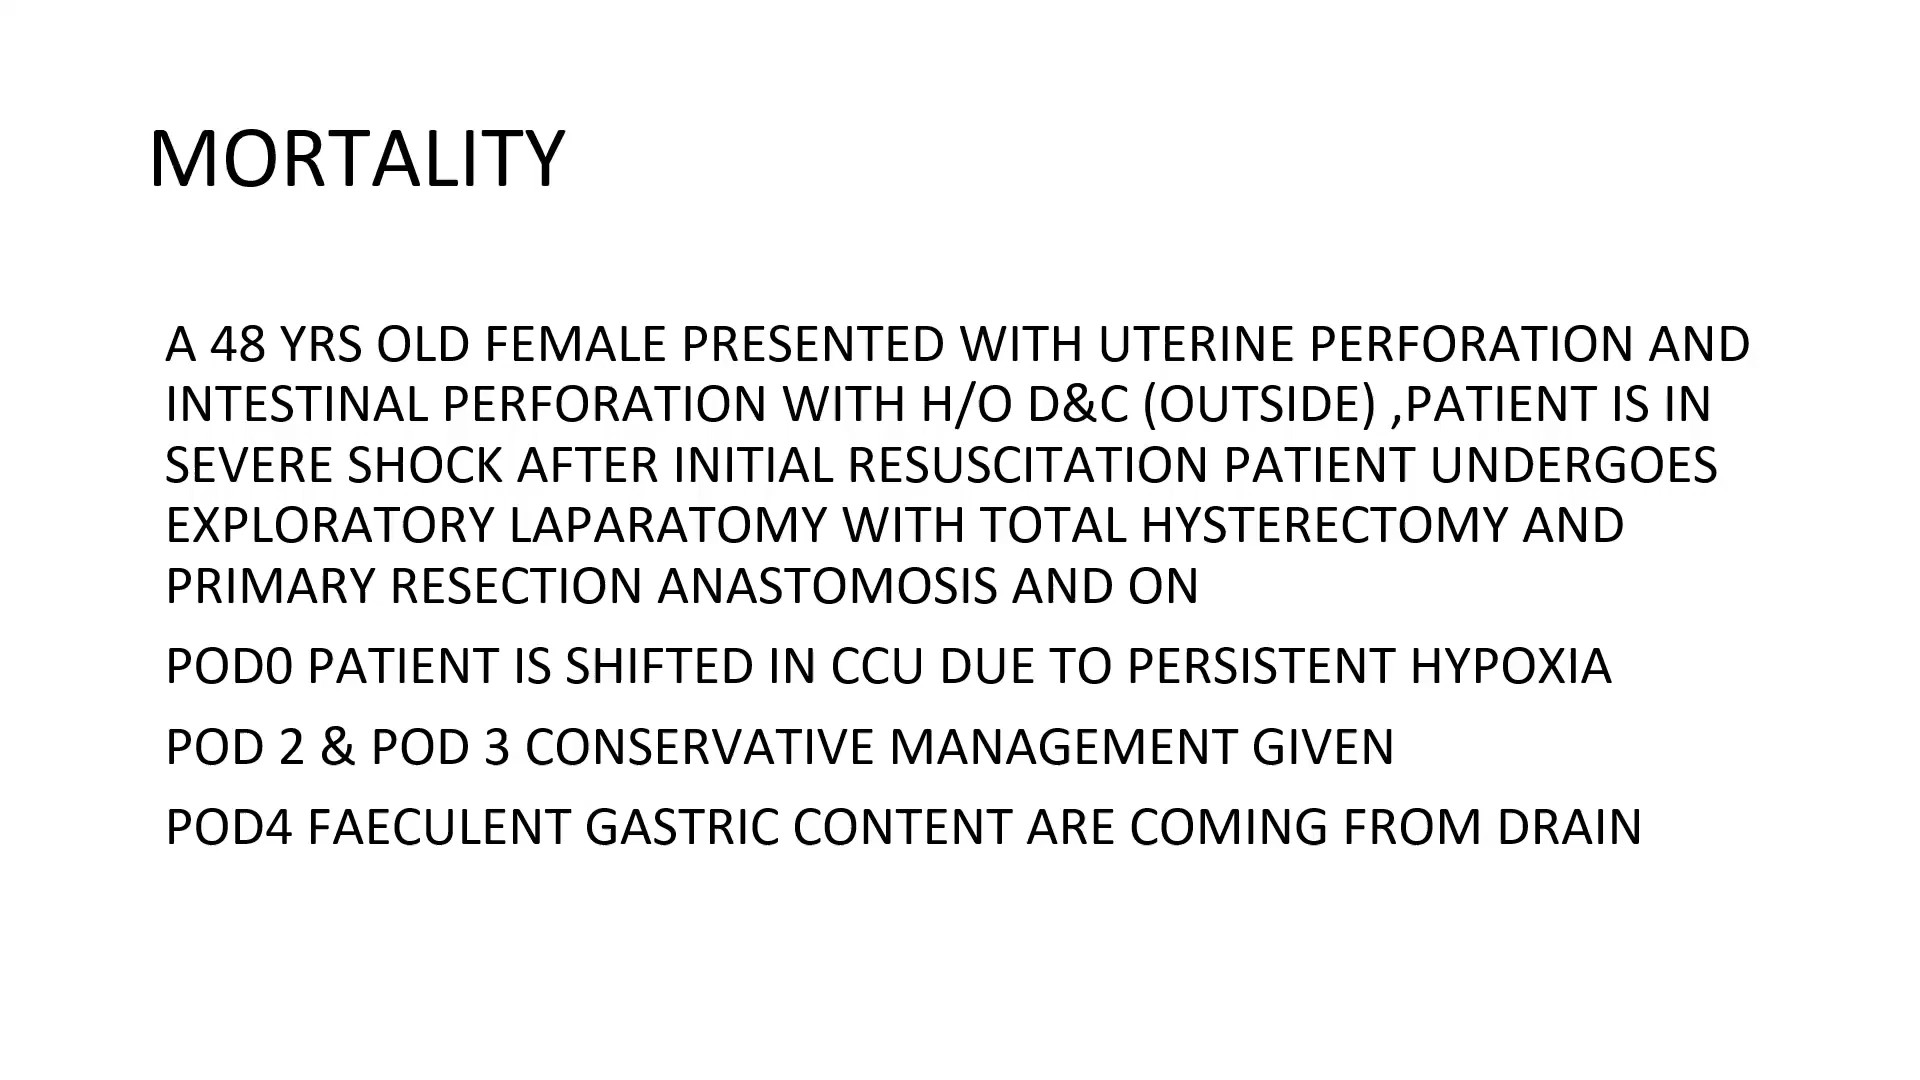 MORTALITY
A 48 YRS OLD FEMALE PRESENTED WITH UTERINE PERFORATION AND
INTESTINAL PERFORATION WITH H/O D&C (OUTSIDE) ,PATIENT IS IN
SEVERE SHOCK AFTER INITIAL RESUSCITATION PATIENT UNDERGOES
EXPLORATORY LAPARATOMY WITH TOTAL HYSTERECTOMY AND
PRIMARY RESECTION ANASTOMOSIS AND ON
POD0 PATIENT IS SHIFTED IN CCU DUE TO PERSISTENT HYPOXIA
POD 2 & POD 3 CONSERVATIVE MANAGEMENT GIVEN
POD4 FAECULENT GASTRIC CONTENT ARE COMING FROM DRAIN